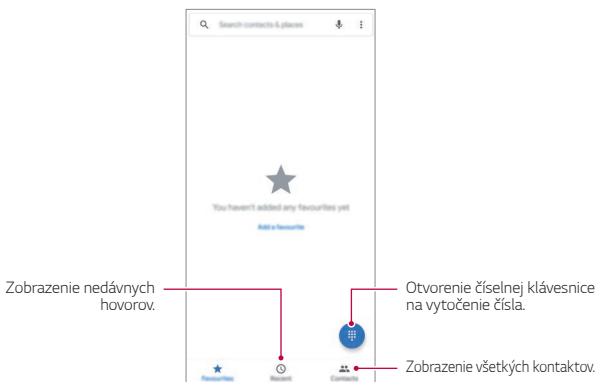 Search contacts & places
You haven't added any favourites yet
Add a favourite
Zobrazenie nedávnych
hovorov.
Otvorenie číselnej klávesnice
na vytočenie čísla.
Zobrazenie všetkých kontaktov.
Favourites
Recent
Contacts